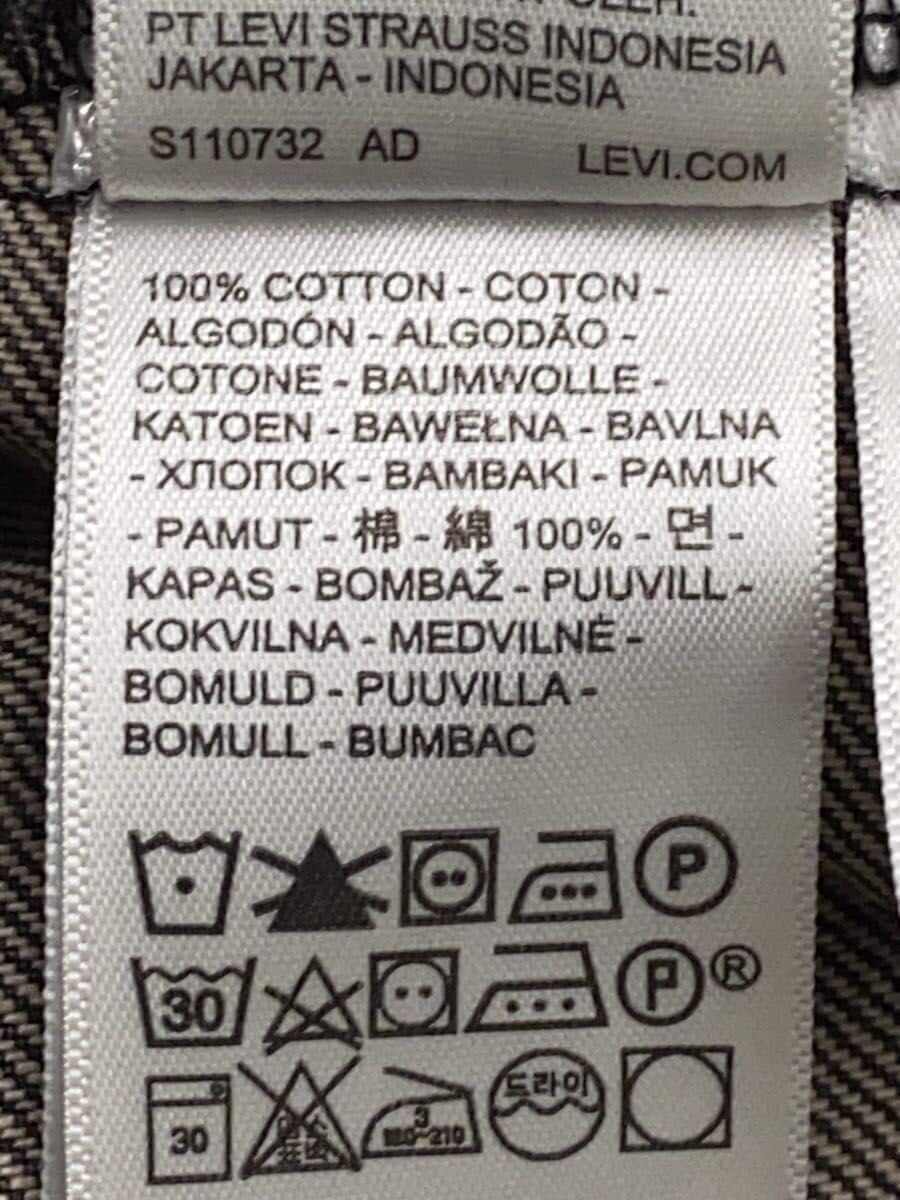 PT LEVI STRAUSS INDONESIA
JAKARTA - INDONESIA
S110732 AD LEVI.COM
100% COTTON - COTON -
ALGODÓN - ALGODÃO -
COTONE - BAUMWOLLE -
KATOEN - BAWEŁNA - BAVLNA
- ХЛОПОК - BAMBAKI - PAMUK
- PAMUT - 棉 - 綿 100% - 면 -
KAPAS - BOMBAŽ - PUUVILL -
KOKVILNA - MEDVILNĖ -
BOMULD - PUUVILLA -
BOMULL - BUMBAC
P
30 P ®
30 3 180~210 드라이